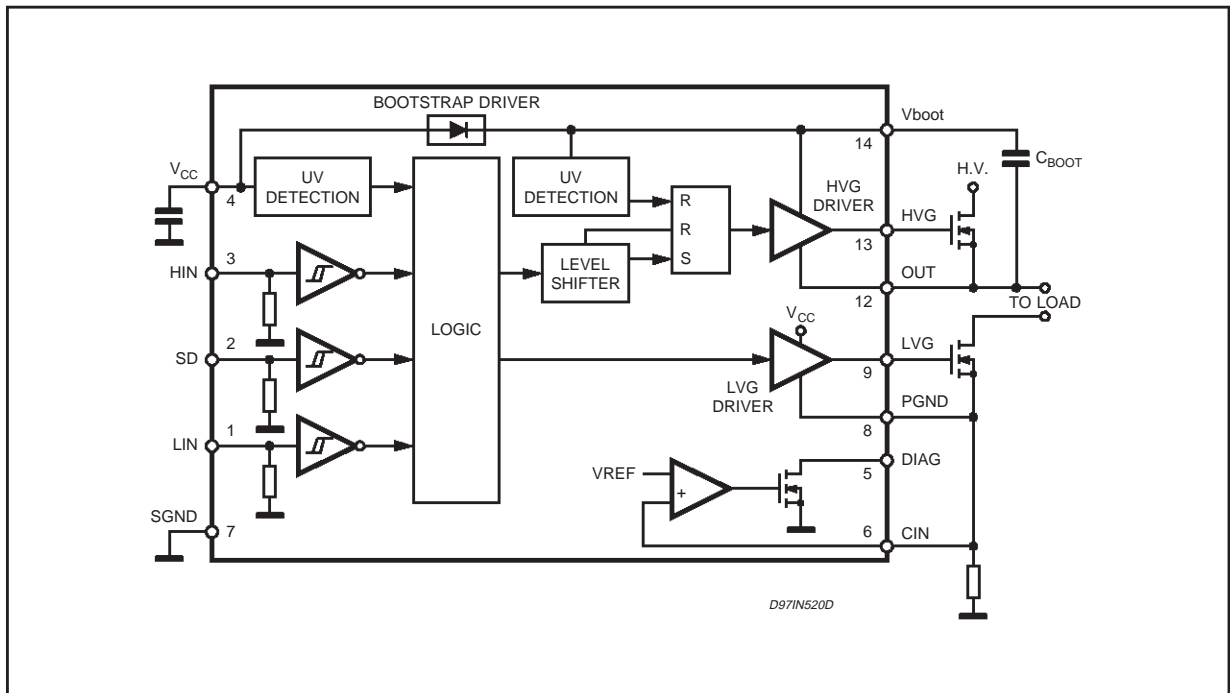 BOOTSTRAP DRIVER
Vboot
14
CBOOT
H.V.
VCC
4
UV
DETECTION
UV
DETECTION
HVG
DRIVER
HVG
13
R
R
S
3
HIN
LEVEL
SHIFTER
OUT
12
TO LOAD
LOGIC
VCC
2
SD
LVG
9
LVG
DRIVER
PGND
8
1
LIN
DIAG
5
VREF
+
SGND
7
6
CIN
D97IN520D